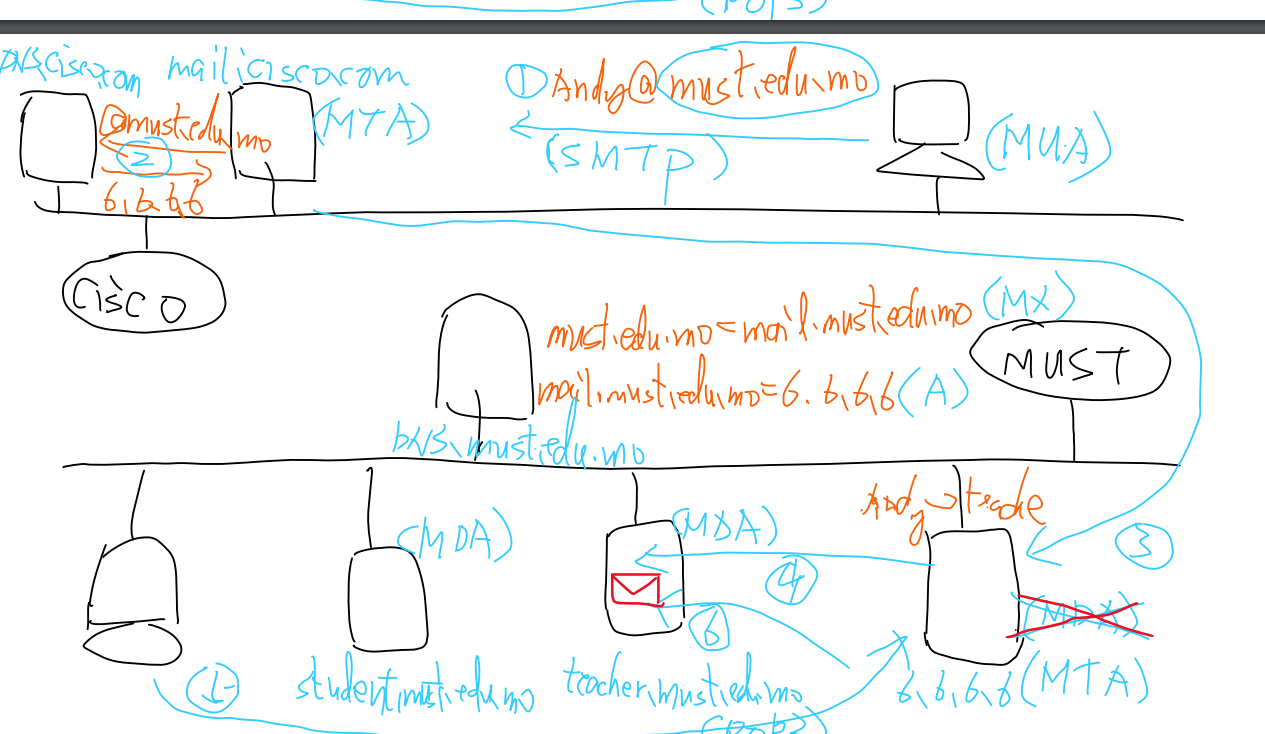 (POP3)
DNS.cisco.com mail.cisco.com
① Andy@must.edu.mo
@must.edu.mo
(MTA)
②
(SMTP)
(MUA)
6.6.6.6
CISCO
must.edu.mo=mail.must.edu.mo (MX)
MUST
mail.must.edu.mo=6.6.6.6 (A)
DNS.must.edu.mo
Andy→teache
(MDA)
(MDA)
③
④
(MDA)
⑥
student.must.edu.mo
teacher.must.edu.mo
6.6.6.6 (MTA)